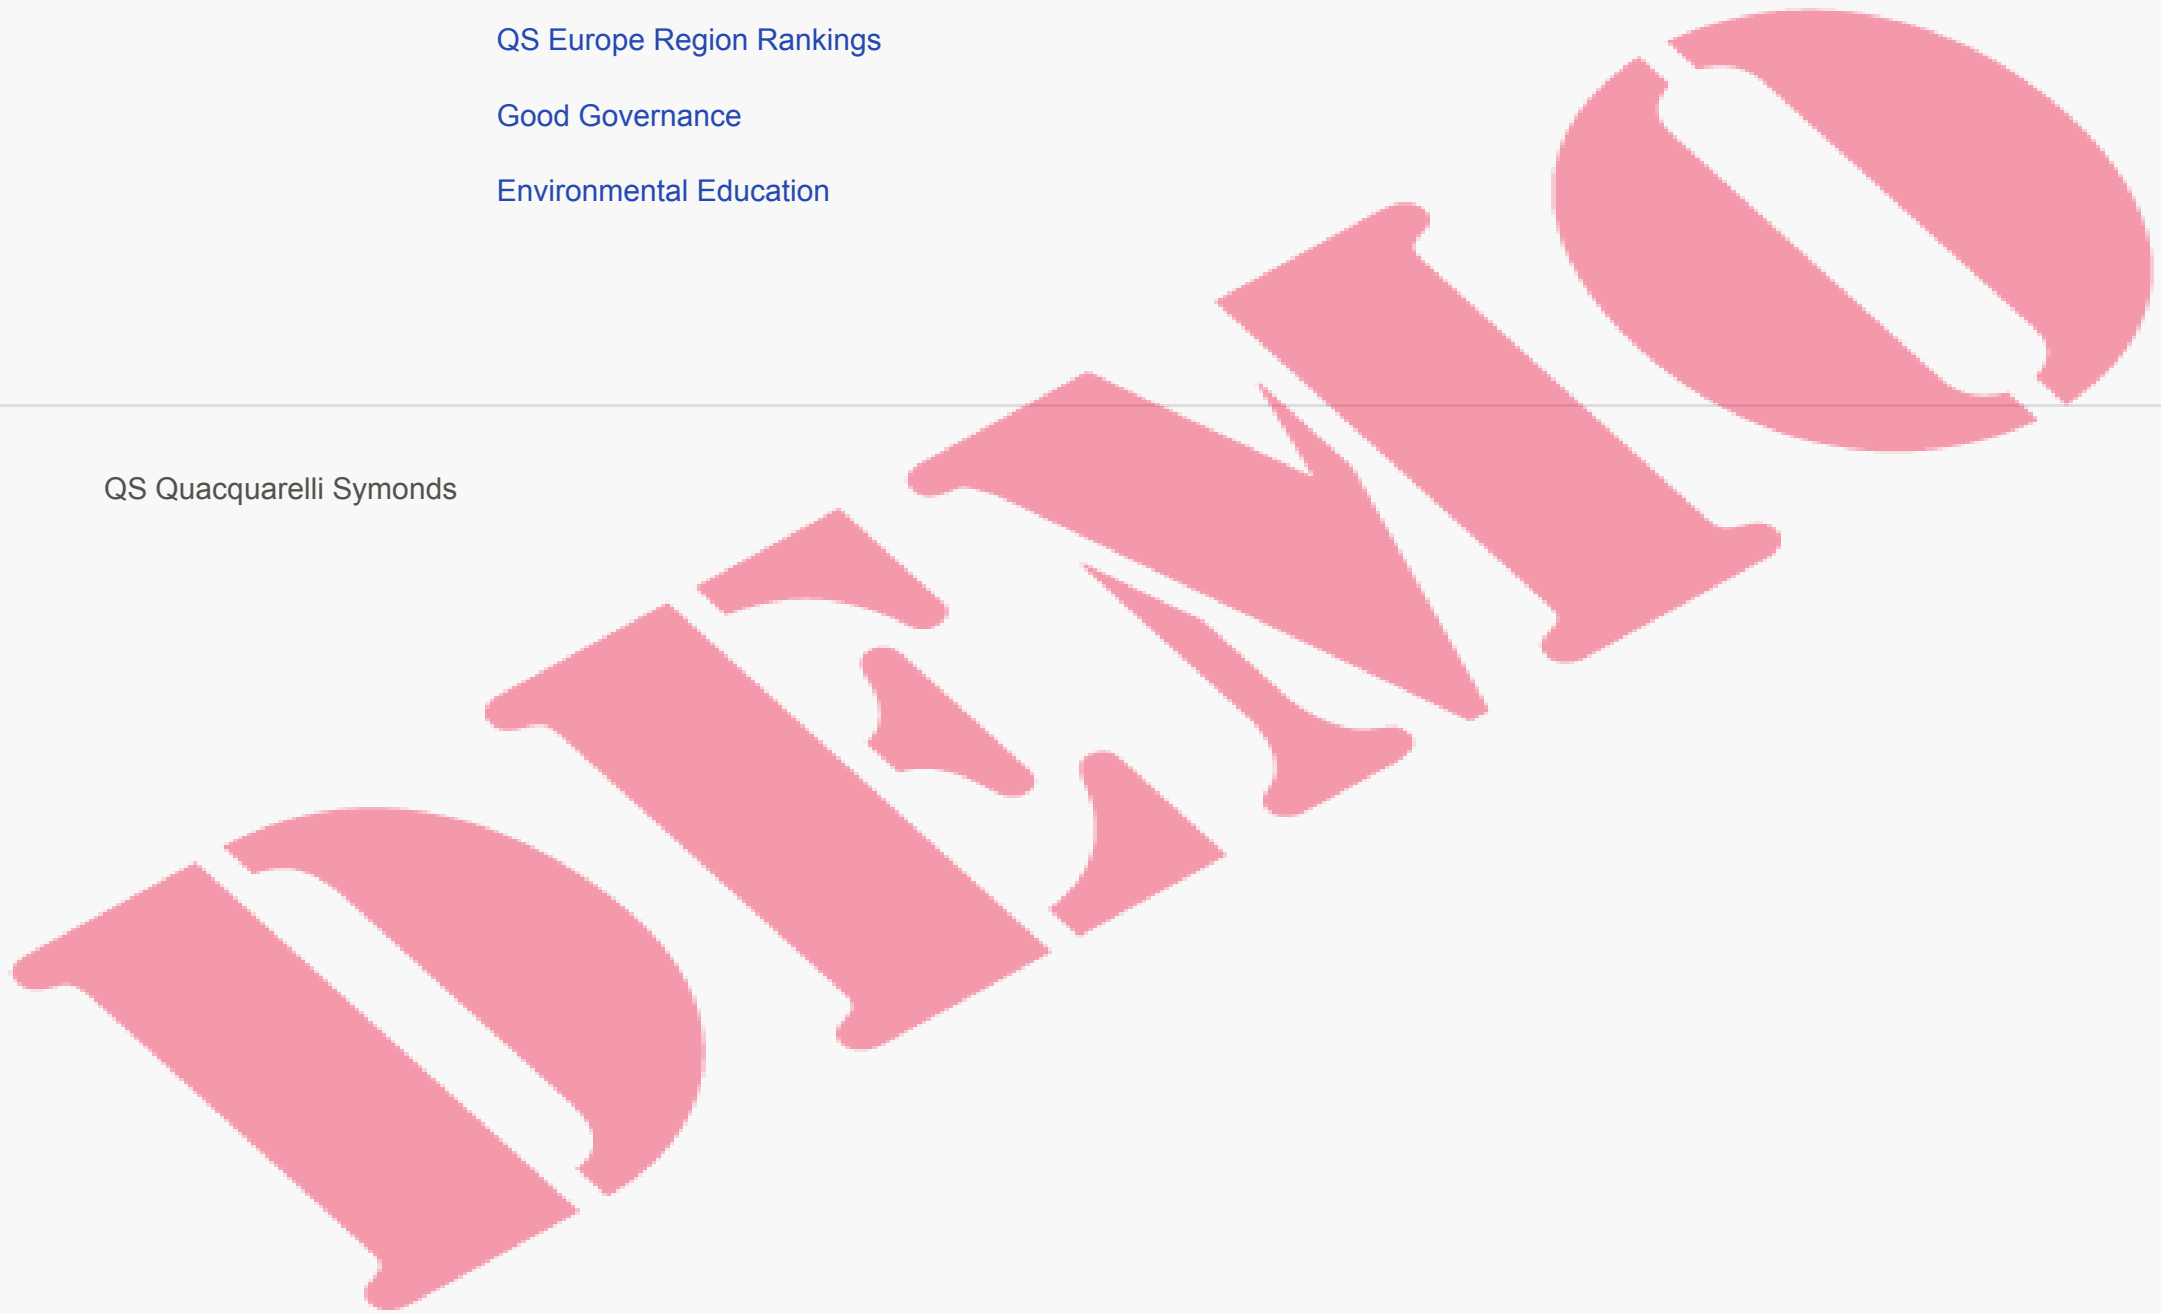 QS Europe Region Rankings
Good Governance
Environmental Education
QS Quacquarelli Symonds
DEMO